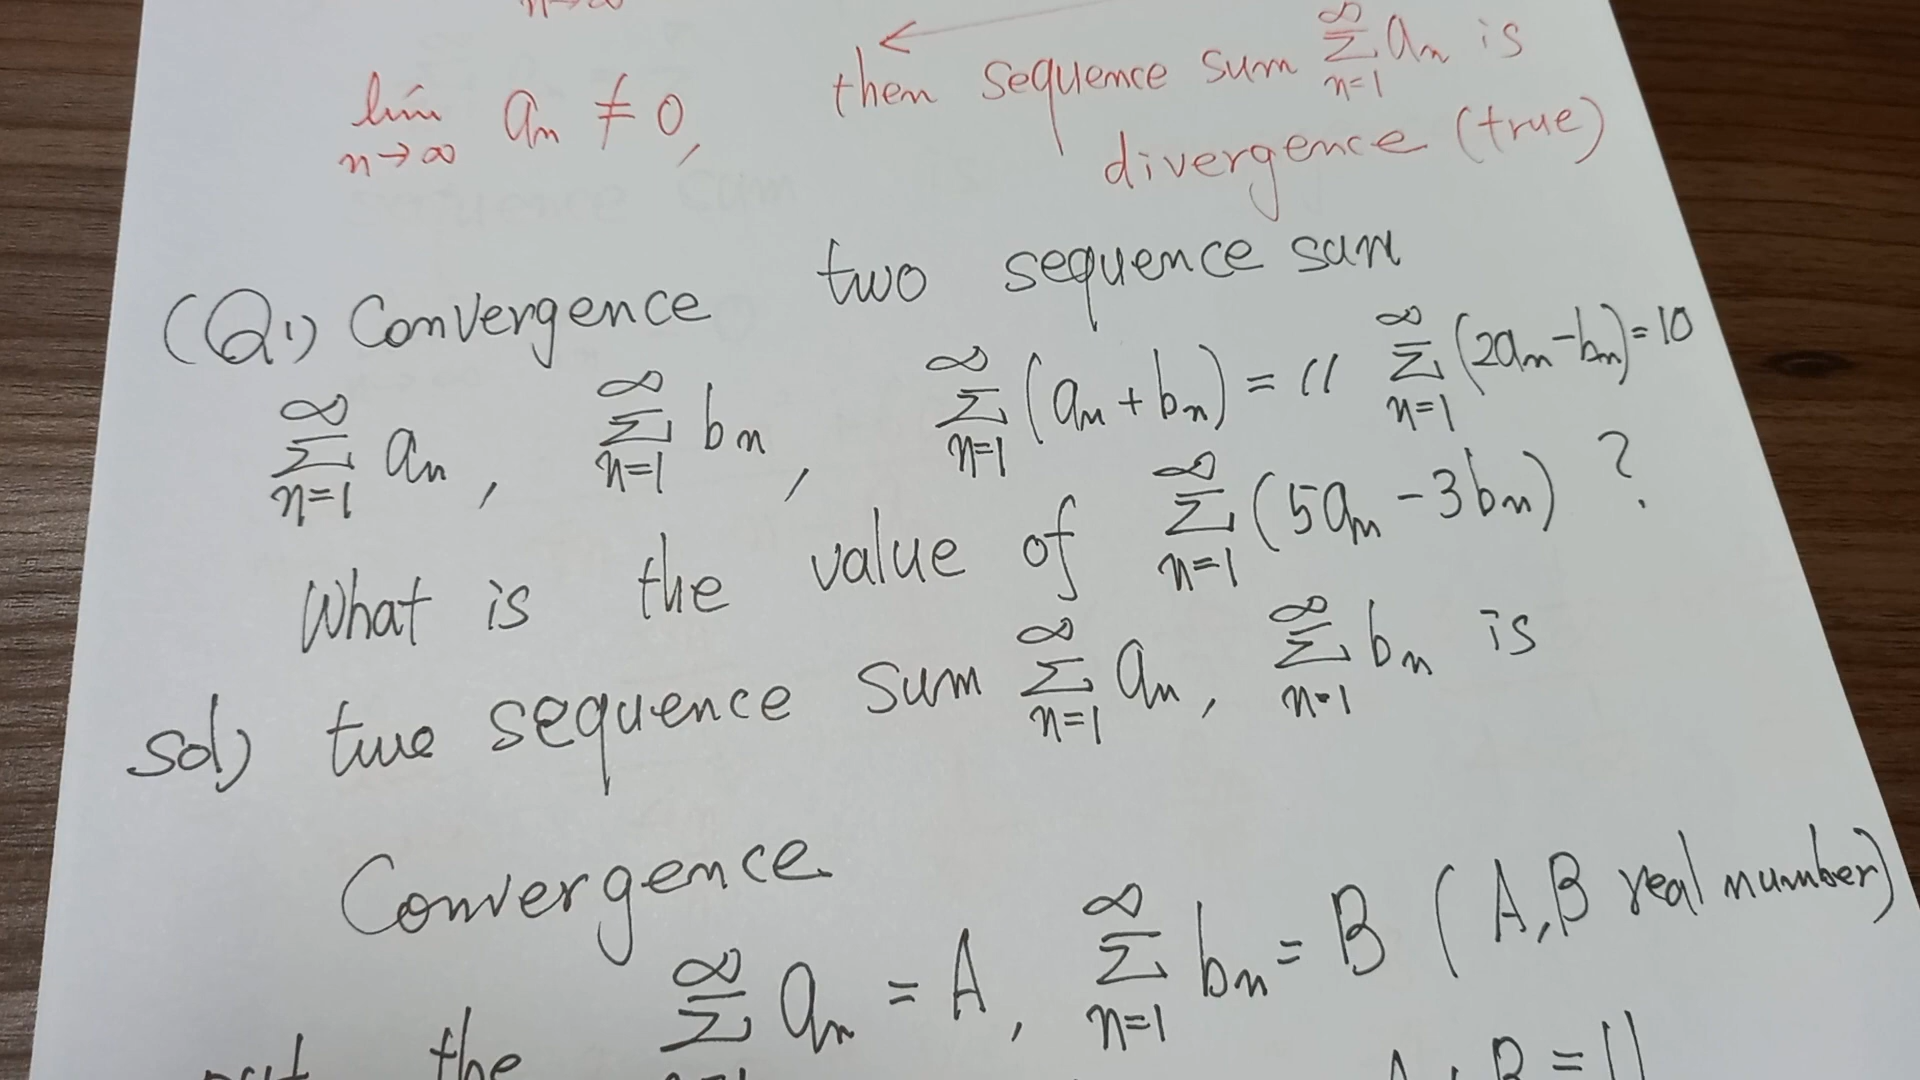 n→∞
lim n→∞ an ≠ 0, then sequence sum ∞ Σ n=1 an is
divergence (true)
(Q1) Convergence two sequence sum
∞ Σ n=1 an, ∞ Σ n=1 bn, ∞ Σ n=1 (an + bn) = 11 ∞ Σ n=1 (2an - bn) = 10
What is the value of ∞ Σ n=1 (5an - 3bn) ?
sol) two sequence sum ∞ Σ n=1 an, ∞ Σ n=1 bn is
Convergence
∞ Σ n=1 an = A, ∞ Σ n=1 bn = B (A,B real number)
the A + B = 11